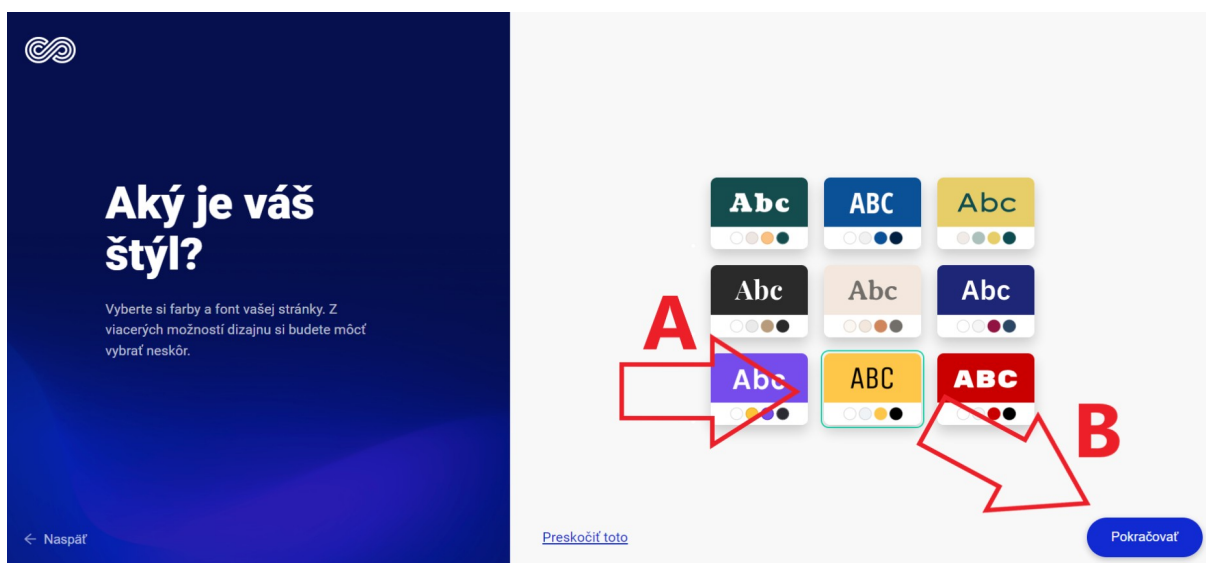 Aký je váš
štýl?
Vyberte si farby a font vašej stránky. Z
viacerých možností dizajnu si budete môcť
vybrať neskôr.
← Naspäť
Abc
ABC
Abc
Abc
Abc
Abc
A
Abc
ABC
ABC
B
Preskočiť toto
Pokračovať